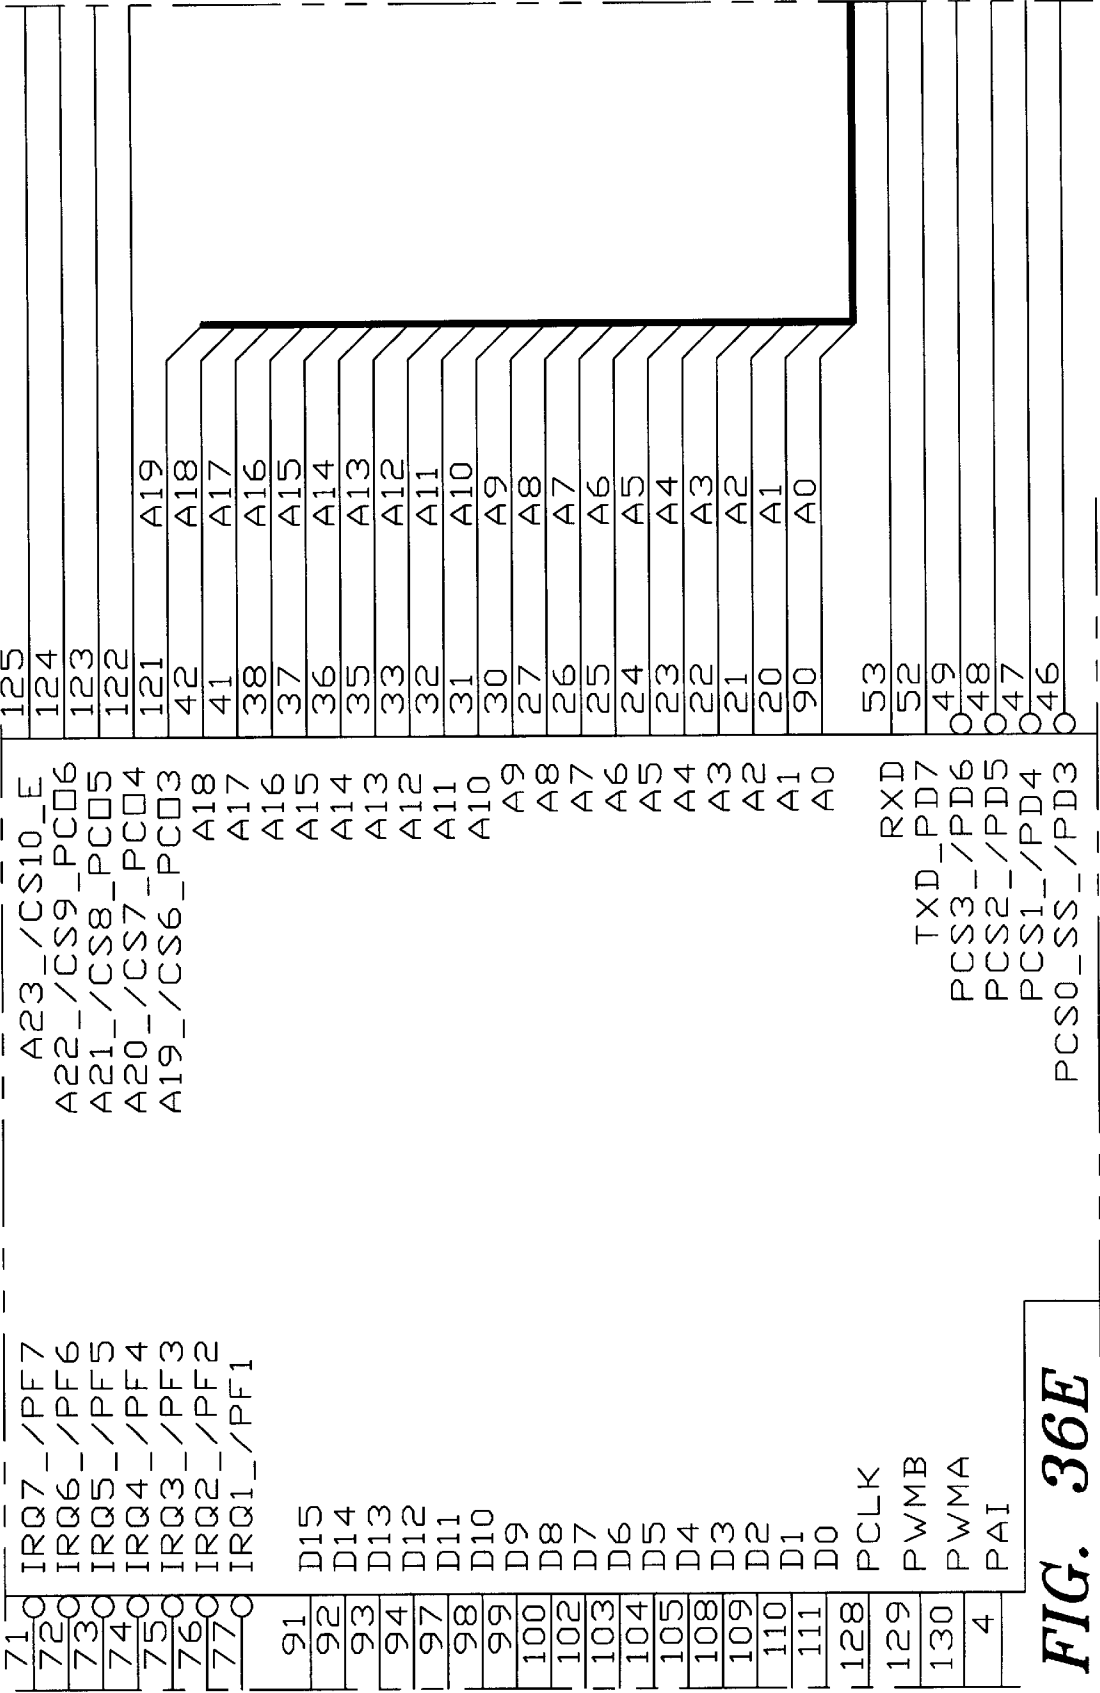 71 IRQ7_/PF7
72 IRQ6_/PF6
73 IRQ5_/PF5
74 IRQ4_/PF4
75 IRQ3_/PF3
76 IRQ2_/PF2
77 IRQ1_/PF1
91 D15
92 D14
93 D13
94 D12
97 D11
98 D10
99 D9
100 D8
102 D7
103 D6
104 D5
105 D4
108 D3
109 D2
110 D1
111 D0
128 PCLK
129 PWMB
130 PWMA
4 PAI
A23_/CS10_E 125
A22_/CS9_PCO6 124
A21_/CS8_PCO5 123
A20_/CS7_PCO4 122
A19_/CS6_PCO3 121 A19
A18 42 A18
A17 41 A17
A16 38 A16
A15 37 A15
A14 36 A14
A13 35 A13
A12 33 A12
A11 32 A11
A10 31 A10
A9 30 A9
A8 27 A8
A7 26 A7
A6 25 A6
A5 24 A5
A4 23 A4
A3 22 A3
A2 21 A2
A1 20 A1
A0 90 A0
RXD 53
TXD_PD7 52
PCS3_/PD6 49
PCS2_/PD5 48
PCS1_/PD4 47
PCS0_SS_/PD3 46
FIG. 36E